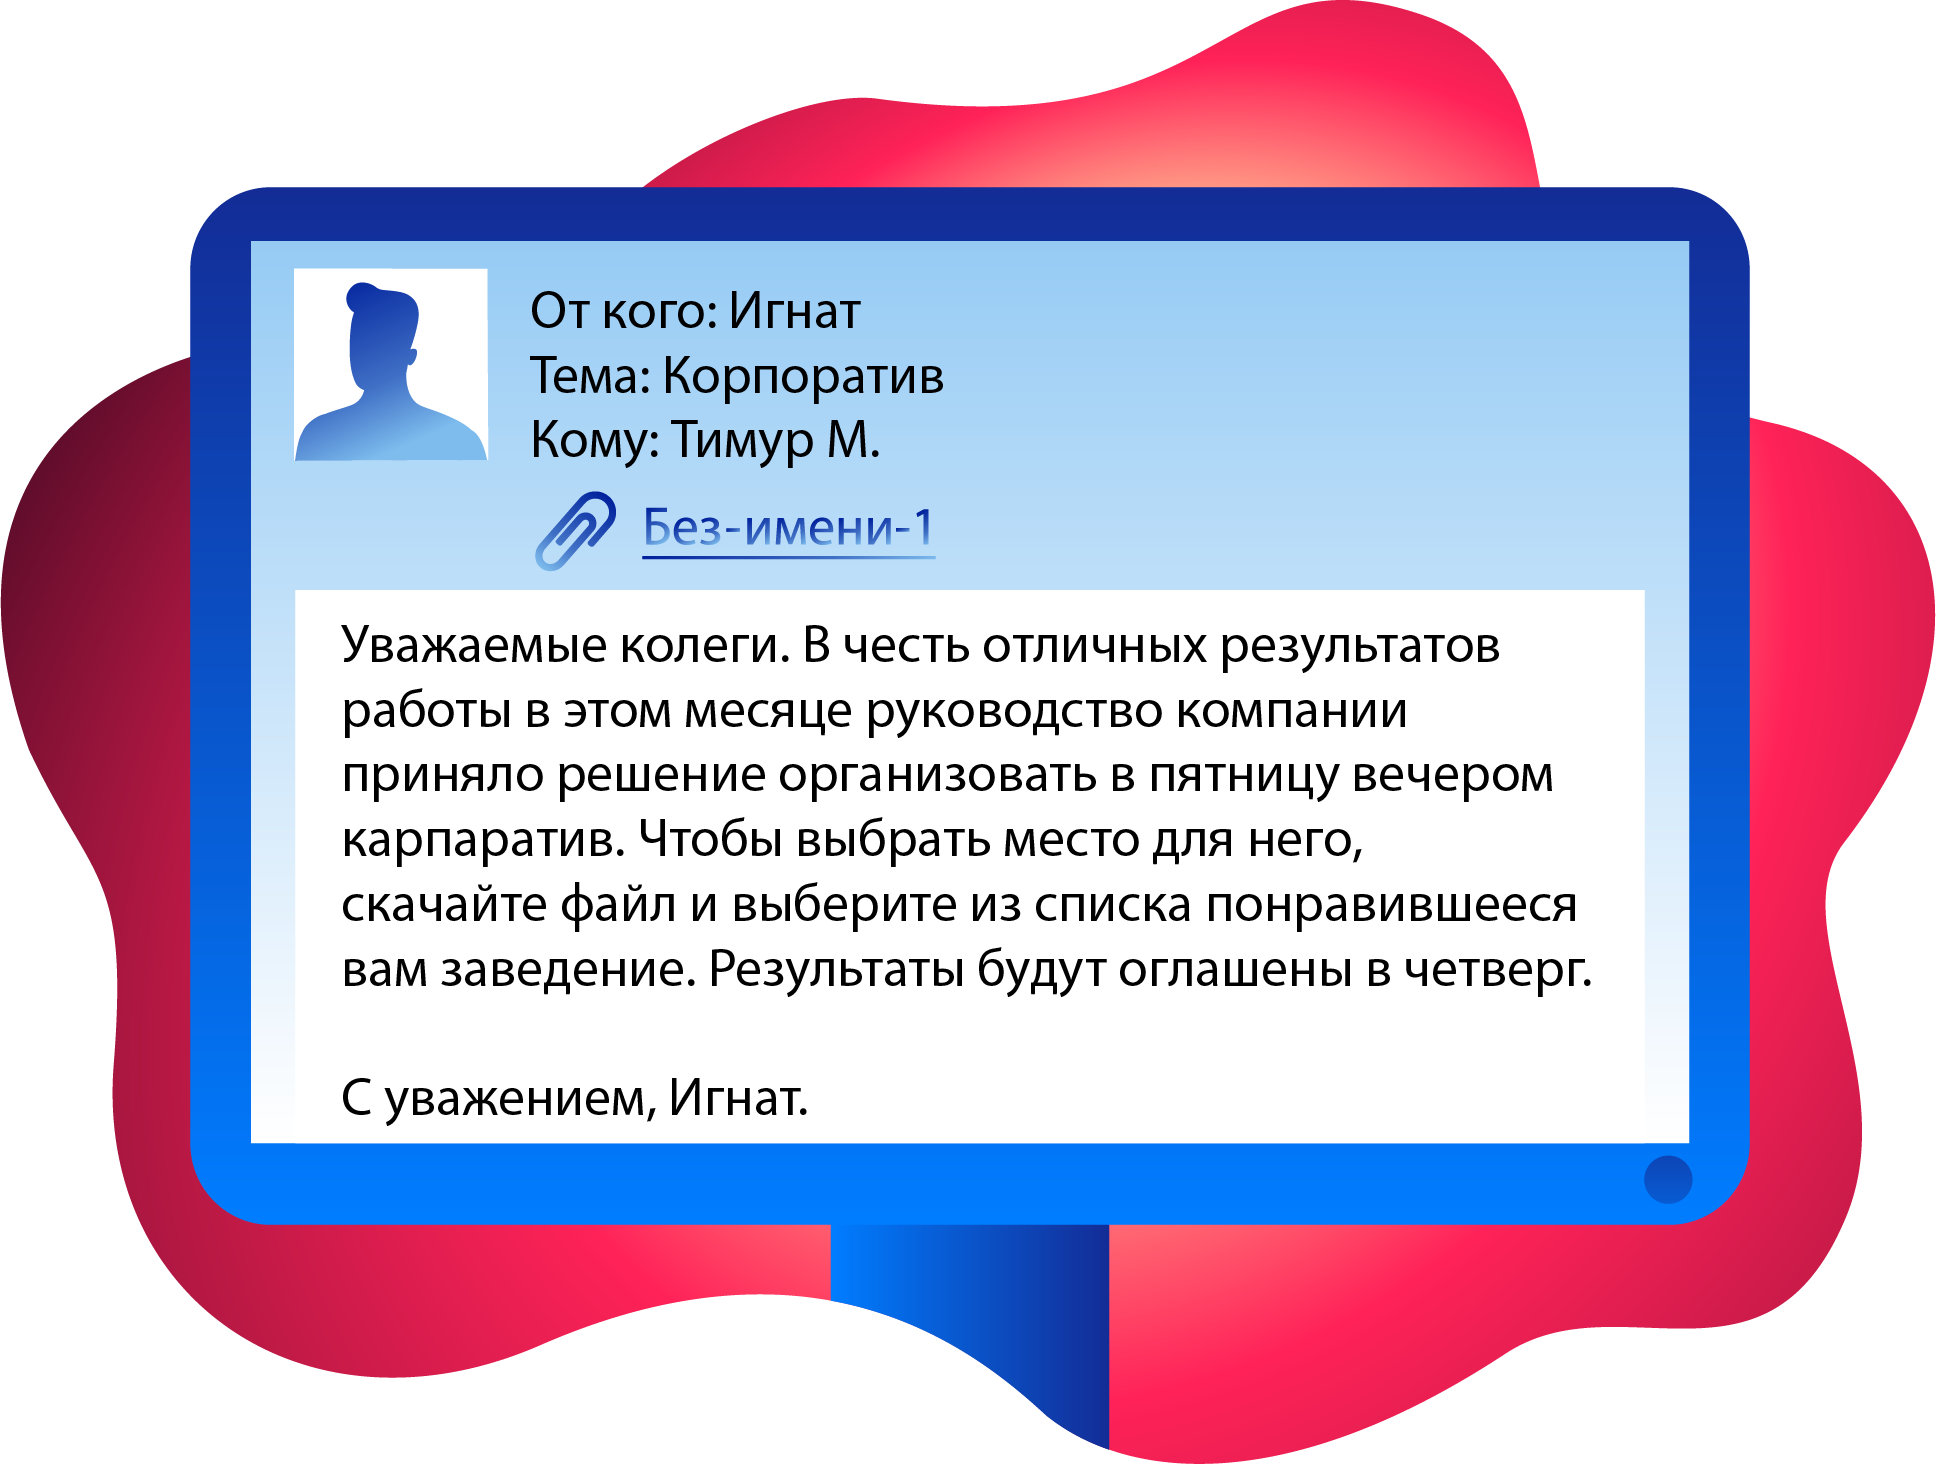 От кого: Игнат
Тема: Корпоратив
Кому: Тимур М.
Без-имени-1
Уважаемые колеги. В честь отличных результатов
работы в этом месяце руководство компании
приняло решение организовать в пятницу вечером
карпаратив. Чтобы выбрать место для него,
скачайте файл и выберите из списка понравившееся
вам заведение. Результаты будут оглашены в четверг.
С уважением, Игнат.